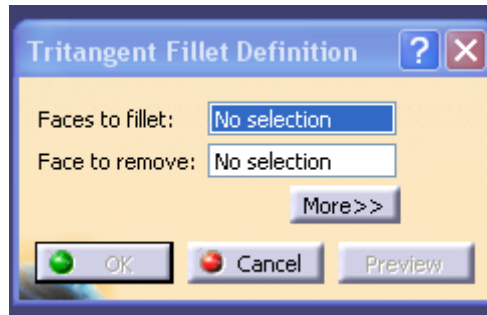 Tritangent Fillet Definition ?
Faces to fillet: No selection
Face to remove: No selection
More>>
OK Cancel Preview